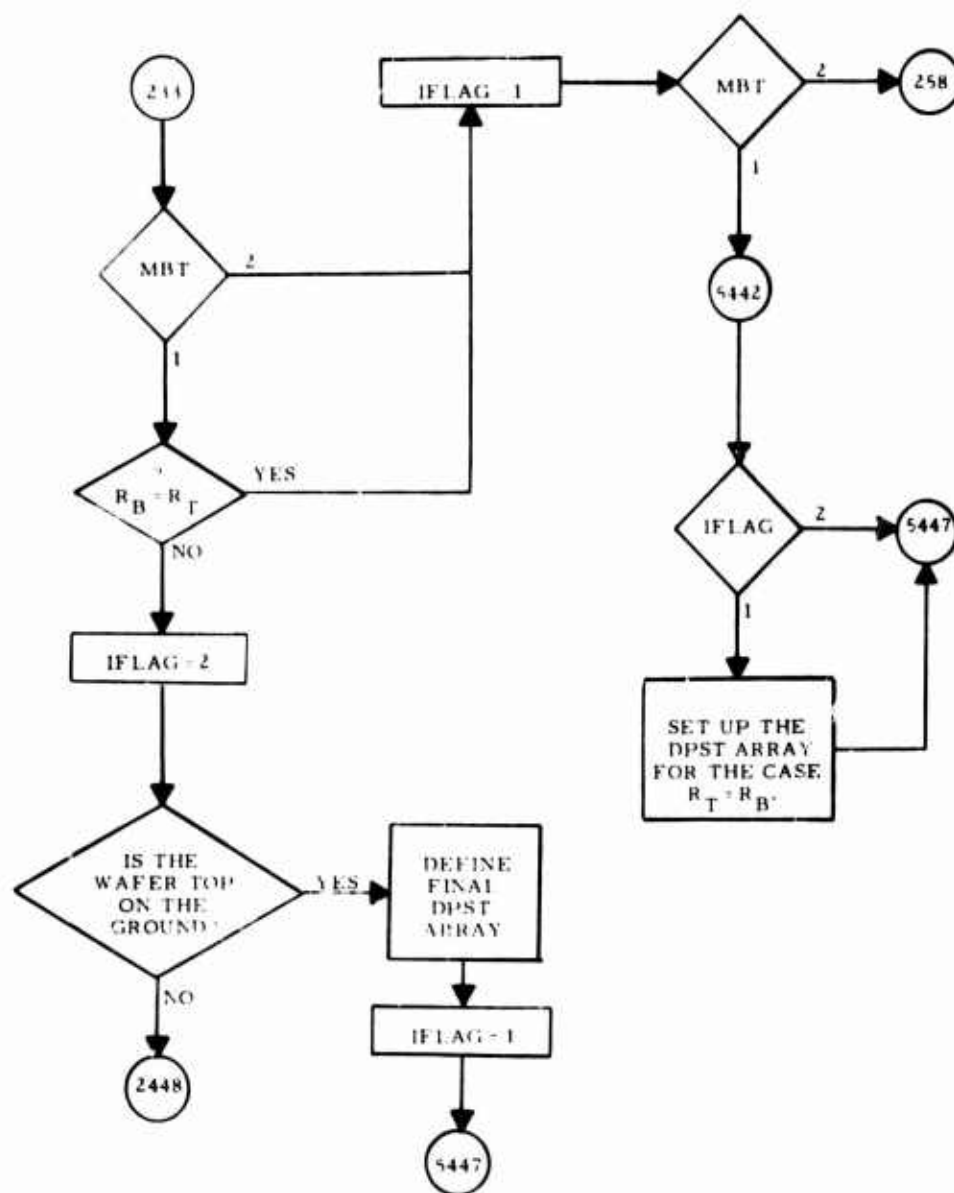 MBT
2
1
R_B = R_T
YES
NO
IFLAG = 2
IS THE
WAFER TOP
ON THE
GROUND?
YES
NO
2448
DEFINE
FINAL
DPST
ARRAY
IFLAG = 1
5447
IFLAG = 1
MBT
2
258
1
5442
IFLAG
2
5447
1
SET UP THE
DPST ARRAY
FOR THE CASE
R_T = R_B.